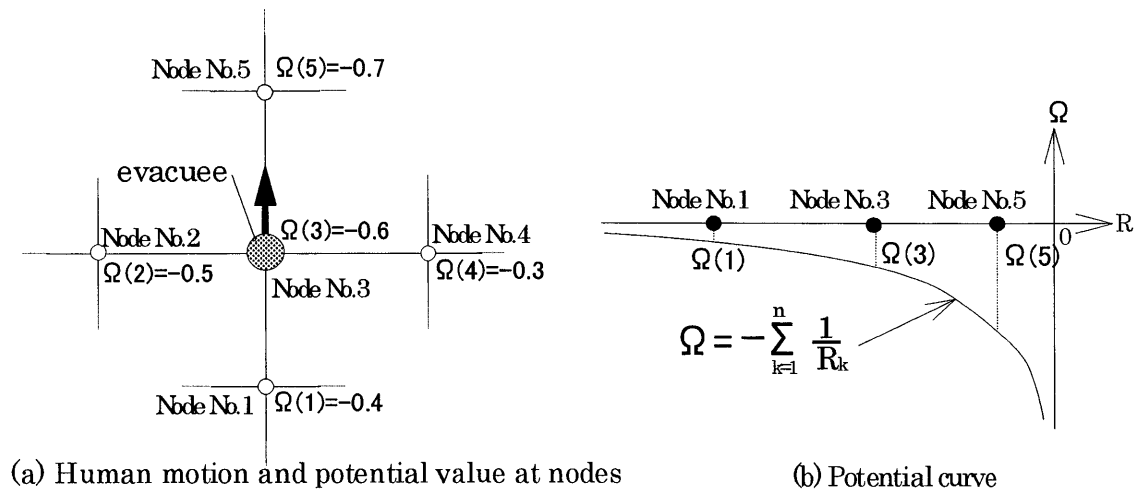 Node No.5 Ω(5)=-0.7
evacuee
Ω(3)=-0.6
Node No.2
Node No.4
Ω(2)=-0.5
Ω(4)=-0.3
Node No.3
Node No.1 Ω(1)=-0.4
(a) Human motion and potential value at nodes
Ω
Node No.1 Node No.3 Node No.5
R
0
Ω(1) Ω(3) Ω(5)
Ω = -∑ⁿₖ₌₁ 1/Rₖ
(b) Potential curve